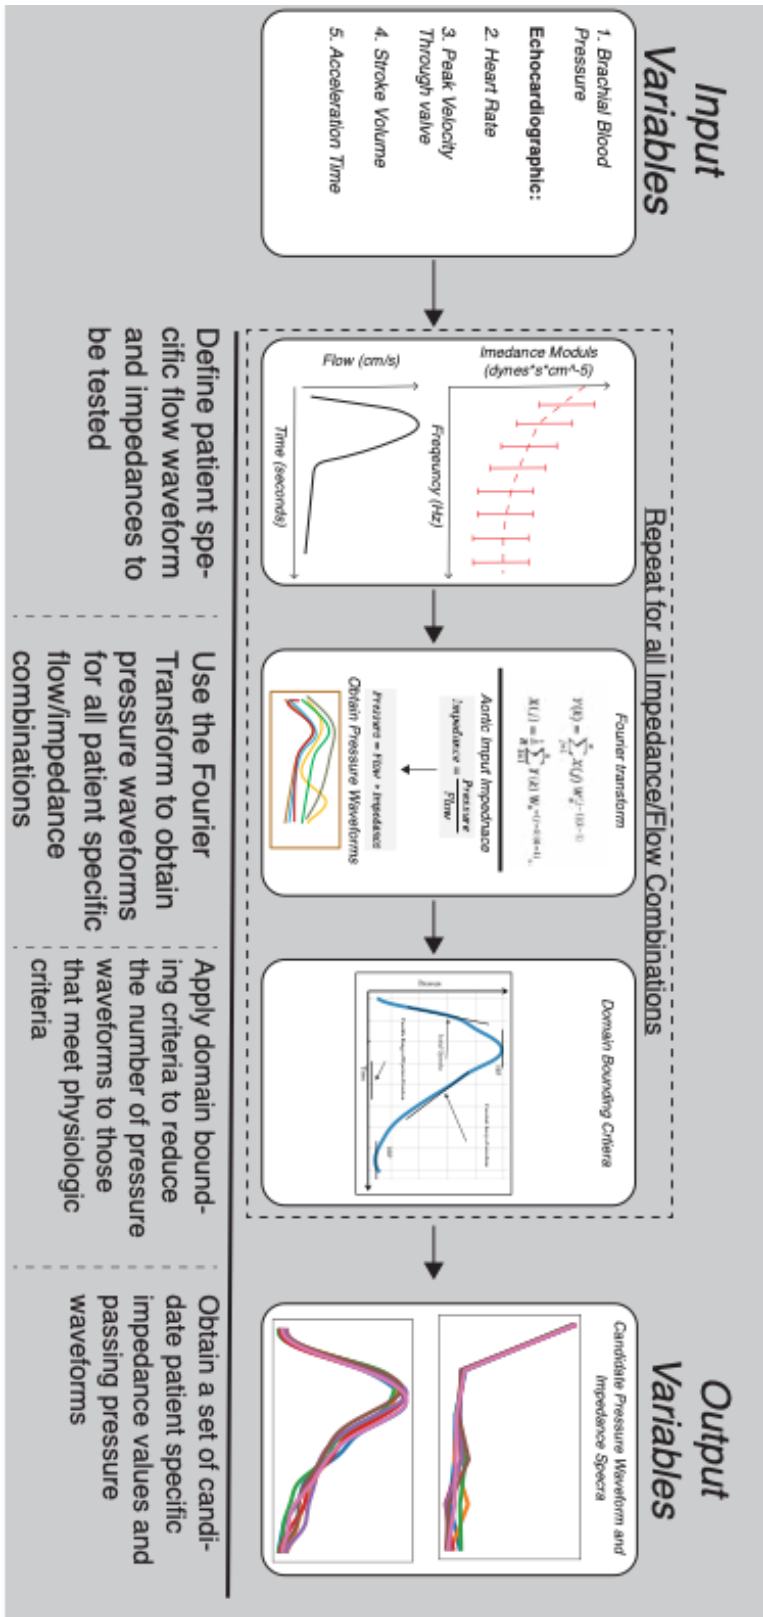 Input
Variables
1. Brachial Blood
Pressure
Echocardiographic:
2. Heart Rate
3. Peak Velocity
Through valve
4. Stroke Volume
5. Acceleration Time
Repeat for all Impedance/Flow Combinations
Imedance Moduls
(dynes*s*cm^-5)
Freqeuncy (Hz)
Flow (cm/s)
Time (seconds)
Define patient spe-
cific flow waveform
and impedances to
be tested
Fourier transform
Aortic Imput Impednace
Impedance = Pressure
Flow
Pressure = Flow * Impedance
Obtain Pressure Waveforms
Use the Fourier
Transform to obtain
pressure waveforms
for all patient specific
flow/impedance
combinations
Domain Bounding Crtiera
Apply domain bound-
ing criteria to reduce
the number of pressure
waveforms to those
that meet physiologic
criteria
Output
Variables
Candidate Pressure Waveform and
Impedance Specra
Obtain a set of candi-
date patient specific
impedance values and
passing pressure
waveforms